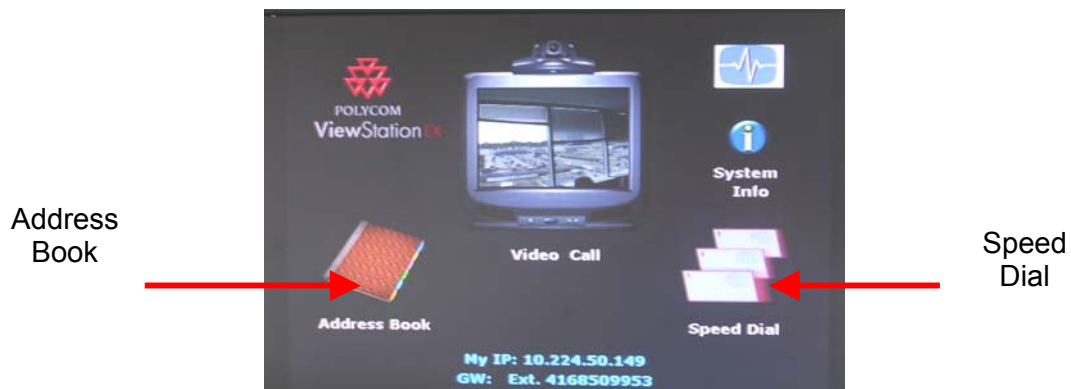 POLYCOM
ViewStation EX
System
Info
Video Call
Address Book
Speed Dial
My IP: 10.224.50.149
GW: Ext. 4168509953
Address
Book
Speed
Dial